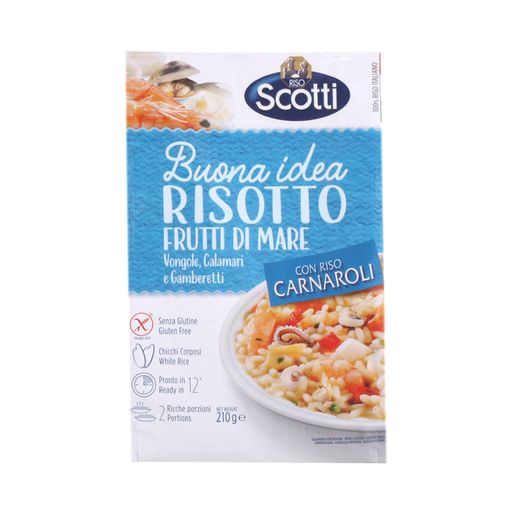 RISO
Scotti
100% RISO ITALIANO
Buona idea
RISOTTO
FRUTTI DI MARE
Vongole, Calamari
e Gamberetti
CON RISO
CARNAROLI
Senza Glutine
Gluten Free
Chicchi Corposi
White Rice
Pronto in
Ready in 12'
2 Ricche porzioni
Portions
NET WEIGHT
210g e